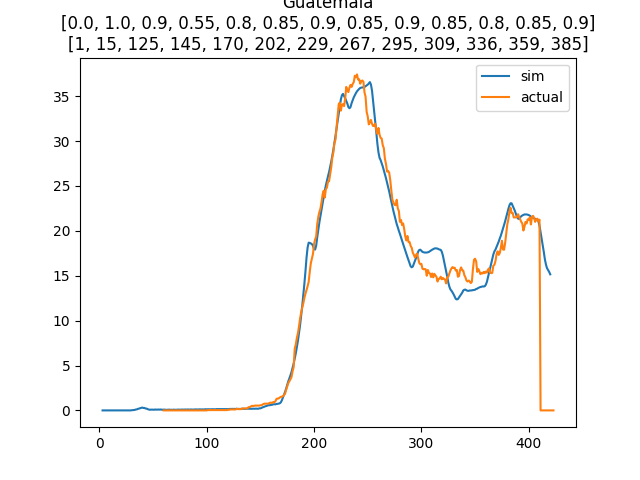 Guatemala
[0.0, 1.0, 0.9, 0.55, 0.8, 0.85, 0.9, 0.85, 0.9, 0.85, 0.8, 0.85, 0.9]
[1, 15, 125, 145, 170, 202, 229, 267, 295, 309, 336, 359, 385]
sim
actual
35
30
25
20
15
10
5
0
0 100 200 300 400